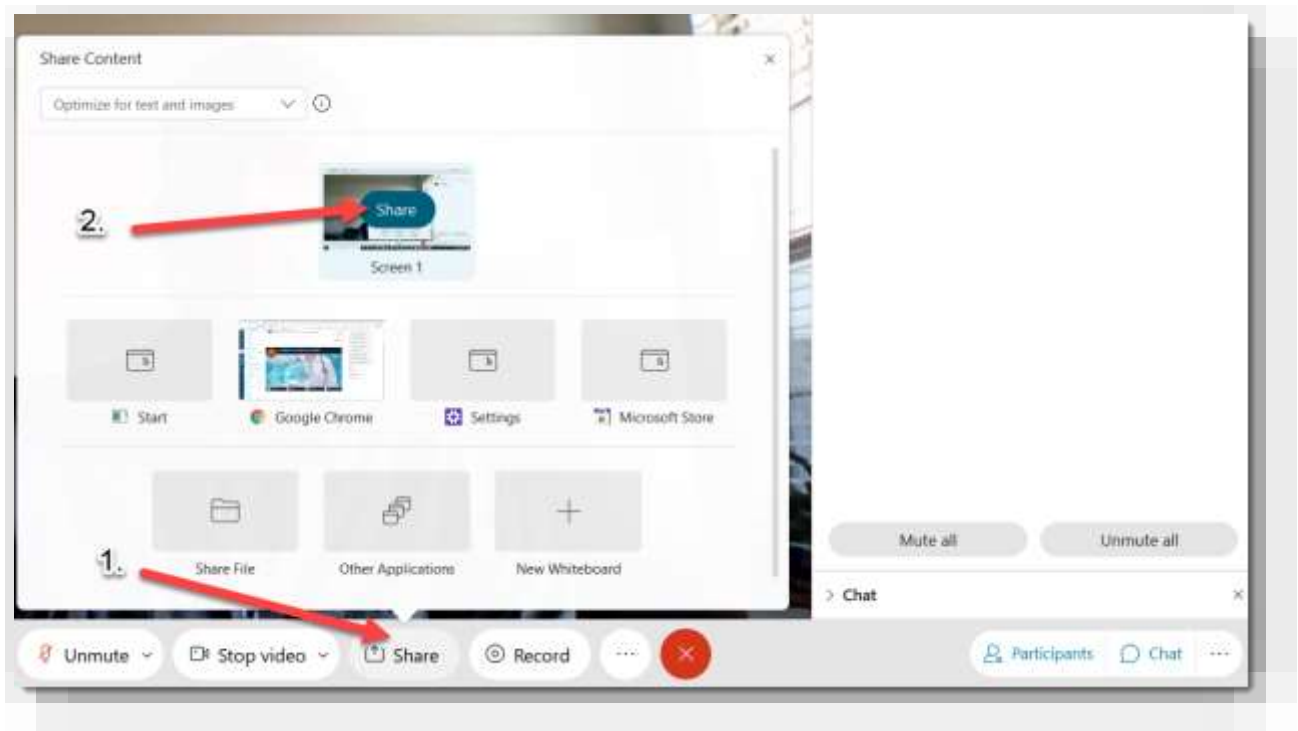 Share Content
Optimize for text and images
2.
Share
Screen 1
Start
Google Chrome
Settings
Microsoft Store
1.
Share File
Other Applications
New Whiteboard
Mute all
Unmute all
Chat
Unmute
Stop video
Share
Record
Participants
Chat